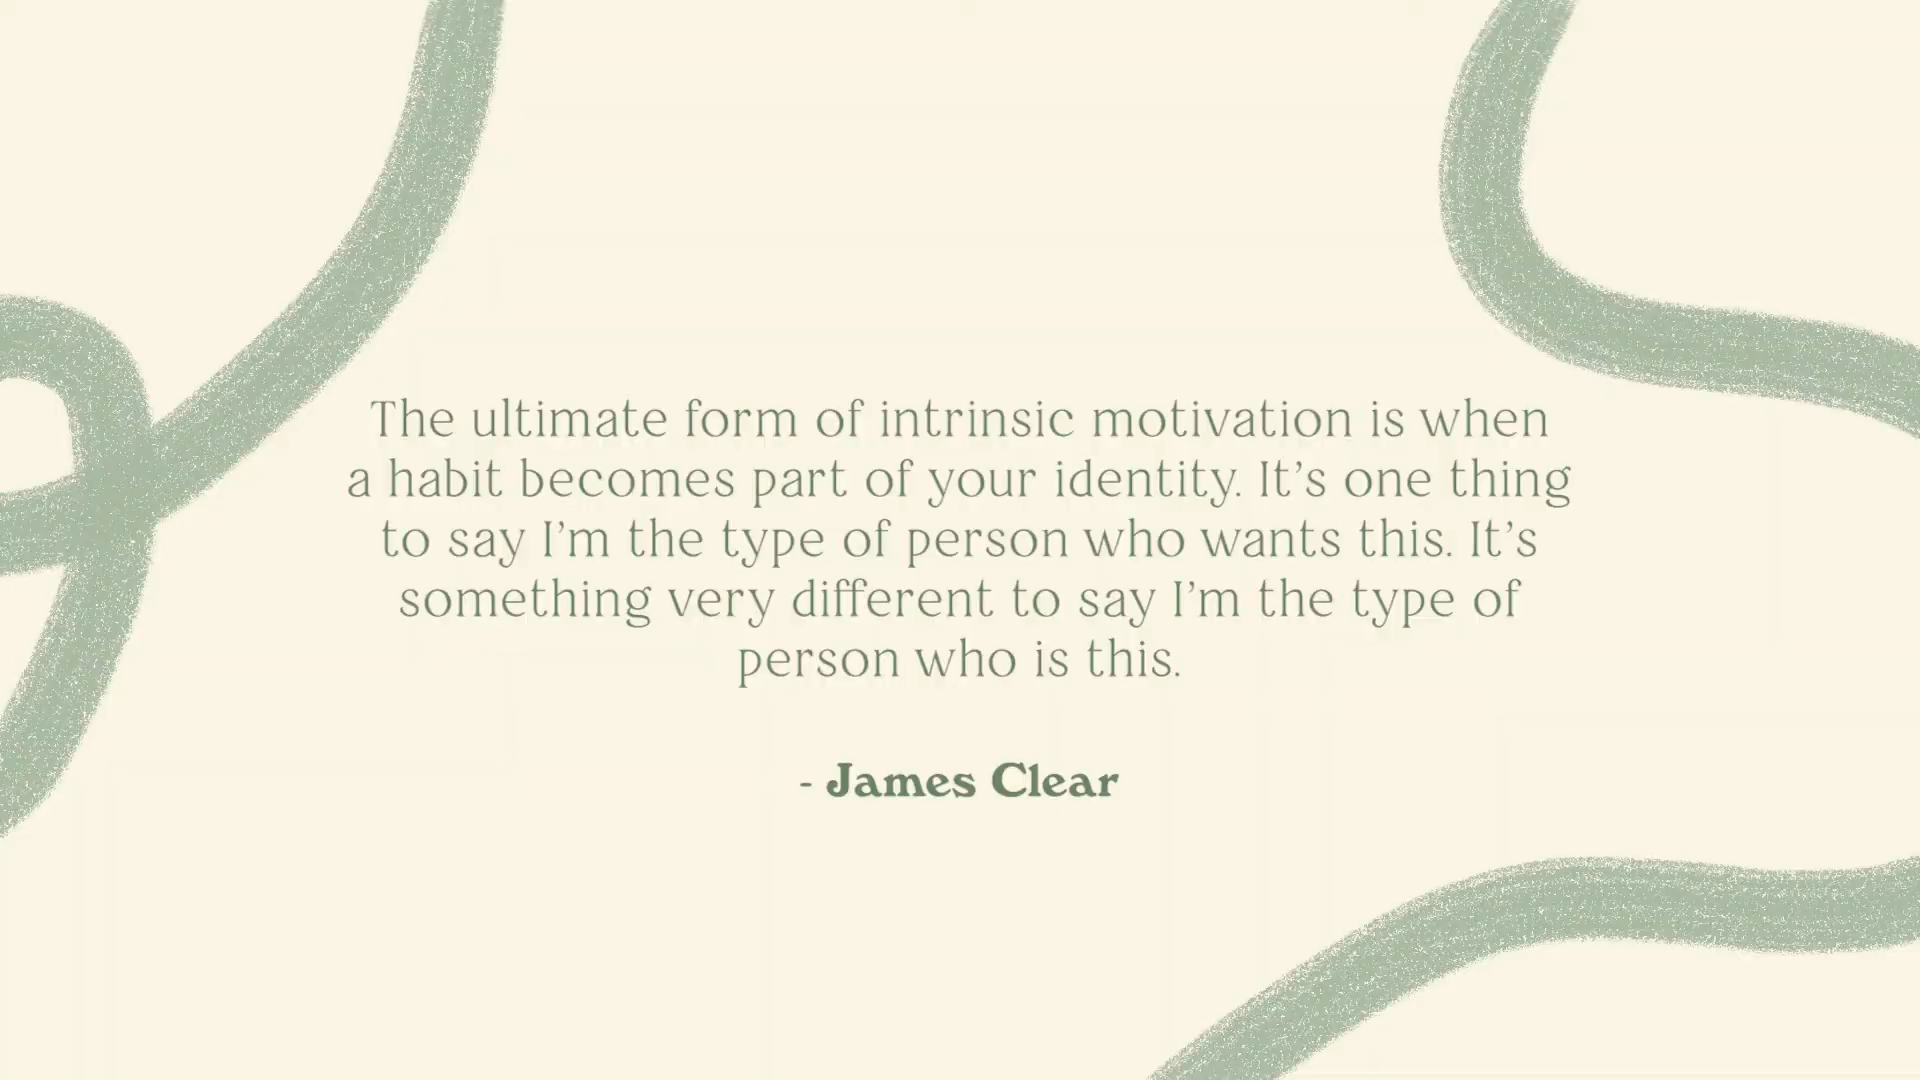 The ultimate form of intrinsic motivation is when
a habit becomes part of your identity. It’s one thing
to say I’m the type of person who wants this. It’s
something very different to say I’m the type of
person who is this.
- James Clear